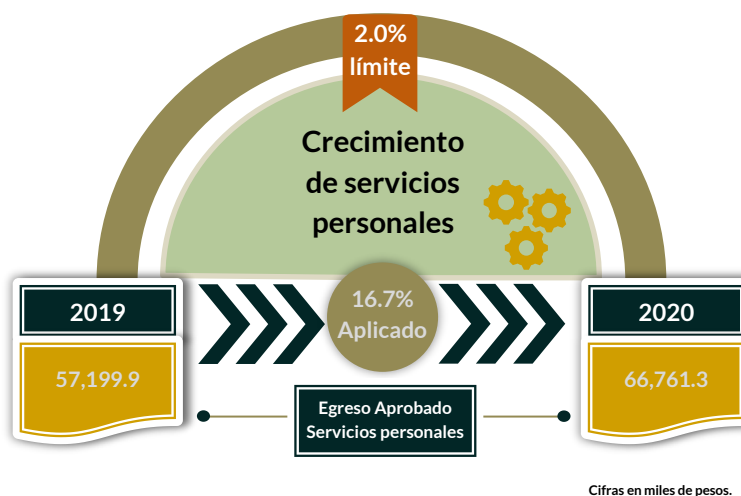 2.0%
límite
Crecimiento
de servicios
personales
2019
16.7%
Aplicado
2020
57,199.9
66,761.3
Egreso Aprobado
Servicios personales
Cifras en miles de pesos.